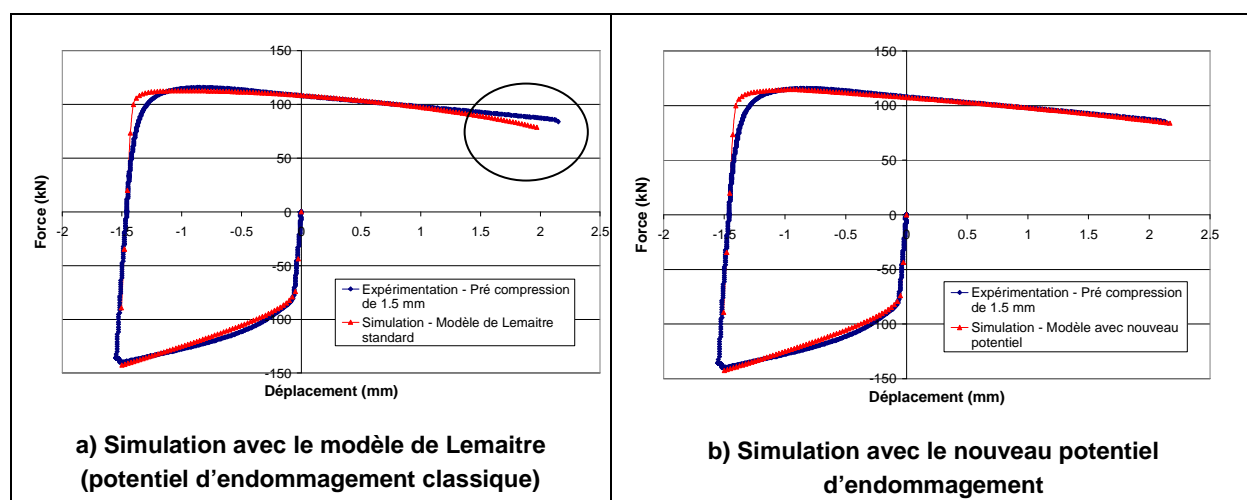 150
100
50
0
-50
-100
-150
-2
-1.5
-1
-0.5
0
0.5
1
1.5
2
2.5
Force (kN)
Déplacement (mm)
Expérimentation - Pré compression
de 1.5 mm
Simulation - Modèle de Lemaitre
standard
a) Simulation avec le modèle de Lemaitre
(potentiel d'endommagement classique)
150
100
50
0
-50
-100
-150
-2
-1.5
-1
-0.5
0
0.5
1
1.5
2
2.5
Force (kN)
Déplacement (mm)
Expérimentation - Pré compression
de 1.5 mm
Simulation - Modèle avec nouveau
potentiel
b) Simulation avec le nouveau potentiel
d'endommagement